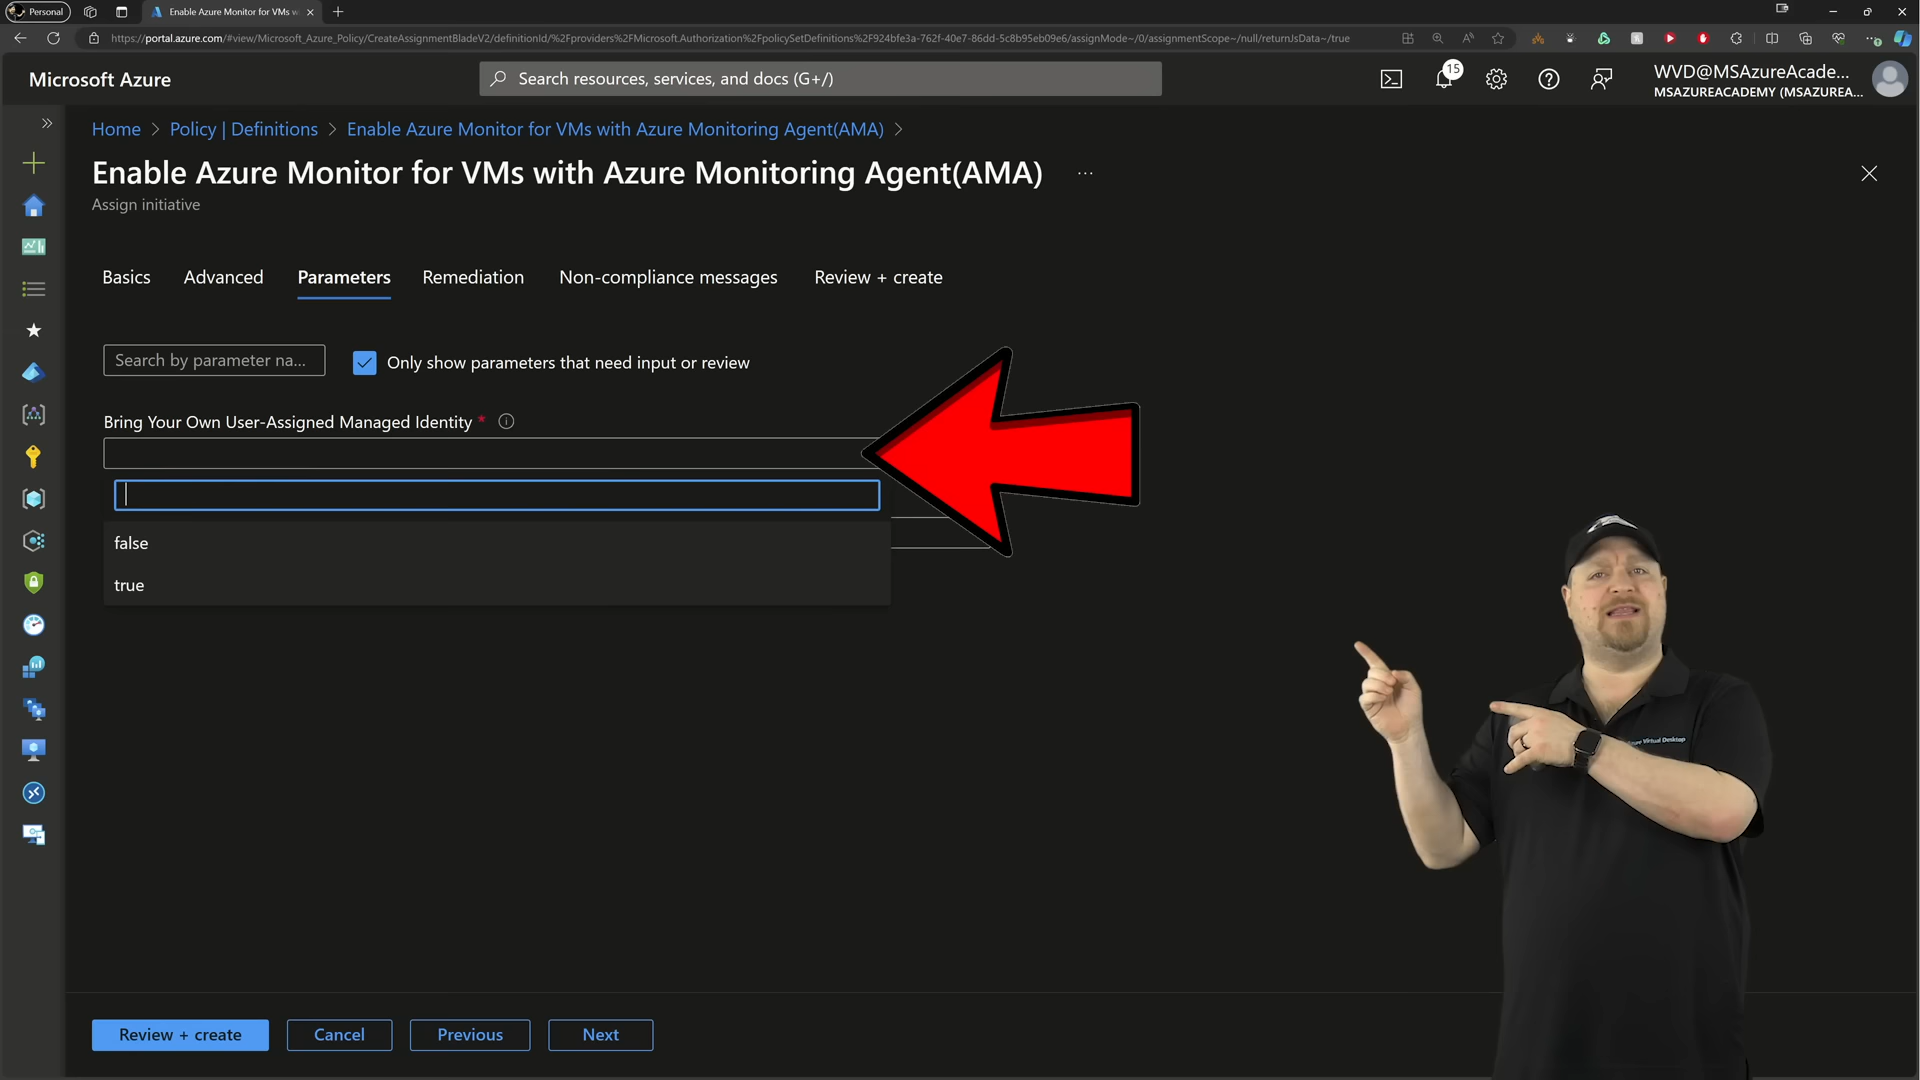 Personal
Enable Azure Monitor for VMs w
https://portal.azure.com/#view/Microsoft_Azure_Policy/CreateAssignmentBladeV2/definitionId/%2Fproviders%2FMicrosoft.Authorization%2FpolicySetDefinitions%2F924bfe3a-762f-40e7-86dd-5c8b95eb09e6/assignMode~/0/assignmentScope~/null/returnJsData~/true
Microsoft Azure
Search resources, services, and docs (G+/)
15
WVD@MSAzureAcade...
MSAZUREACADEMY (MSAZUREA...
Home > Policy | Definitions > Enable Azure Monitor for VMs with Azure Monitoring Agent(AMA) >
Enable Azure Monitor for VMs with Azure Monitoring Agent(AMA) ...
Assign initiative
Basics Advanced Parameters Remediation Non-compliance messages Review + create
Search by parameter na...
Only show parameters that need input or review
Bring Your Own User-Assigned Managed Identity *
false
true
Azure Virtual Desktop
Review + create Cancel Previous Next